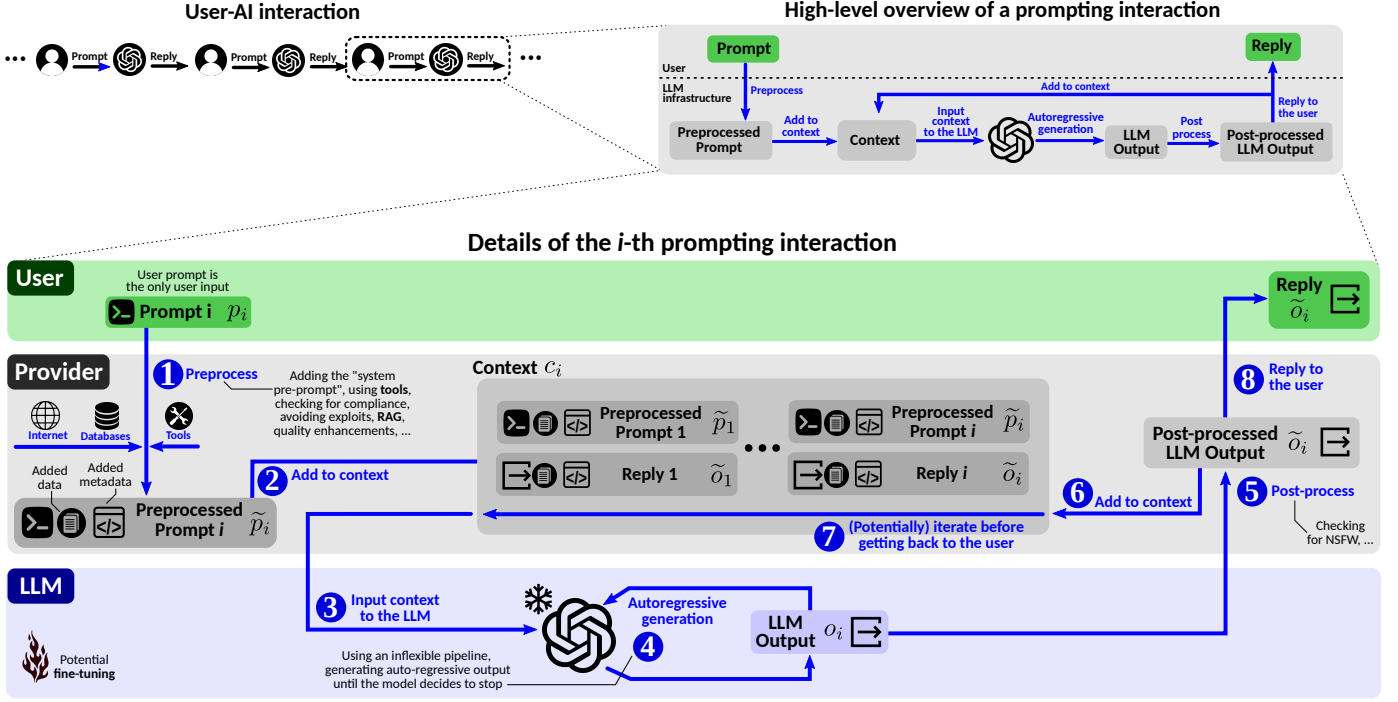 User-AI interaction
Prompt Reply Prompt Reply Prompt Reply
High-level overview of a prompting interaction
Prompt
Reply
User
LLM
infrastructure
Preprocess
Add to context
Reply to
the user
Preprocessed
Prompt
Add to
context
Context
Input
context
to the LLM
Autoregressive
generation
LLM
Output
Post
process
Post-processed
LLM Output
Details of the i-th prompting interaction
User
User prompt is
the only user input
Prompt i p_i
Reply
õ_i
Provider
1 Preprocess
Adding the "system
pre-prompt", using tools,
checking for compliance,
avoiding exploits, RAG,
quality enhancements, ...
Internet
Databases
Tools
Added
data
Added
metadata
Preprocessed
Prompt i p̃_i
2 Add to context
Context c_i
</> Preprocessed
Prompt 1 p̃_1
</> Reply 1 õ_1
...
</> Preprocessed
Prompt i p̃_i
</> Reply i õ_i
7 (Potentially) iterate before
getting back to the user
6 Add to context
8 Reply to
the user
Post-processed
LLM Output õ_i
5 Post-process
Checking
for NSFW, ...
LLM
Potential
fine-tuning
3 Input context
to the LLM
Autoregressive
generation
4
Using an inflexible pipeline,
generating auto-regressive output
until the model decides to stop
LLM
Output o_i